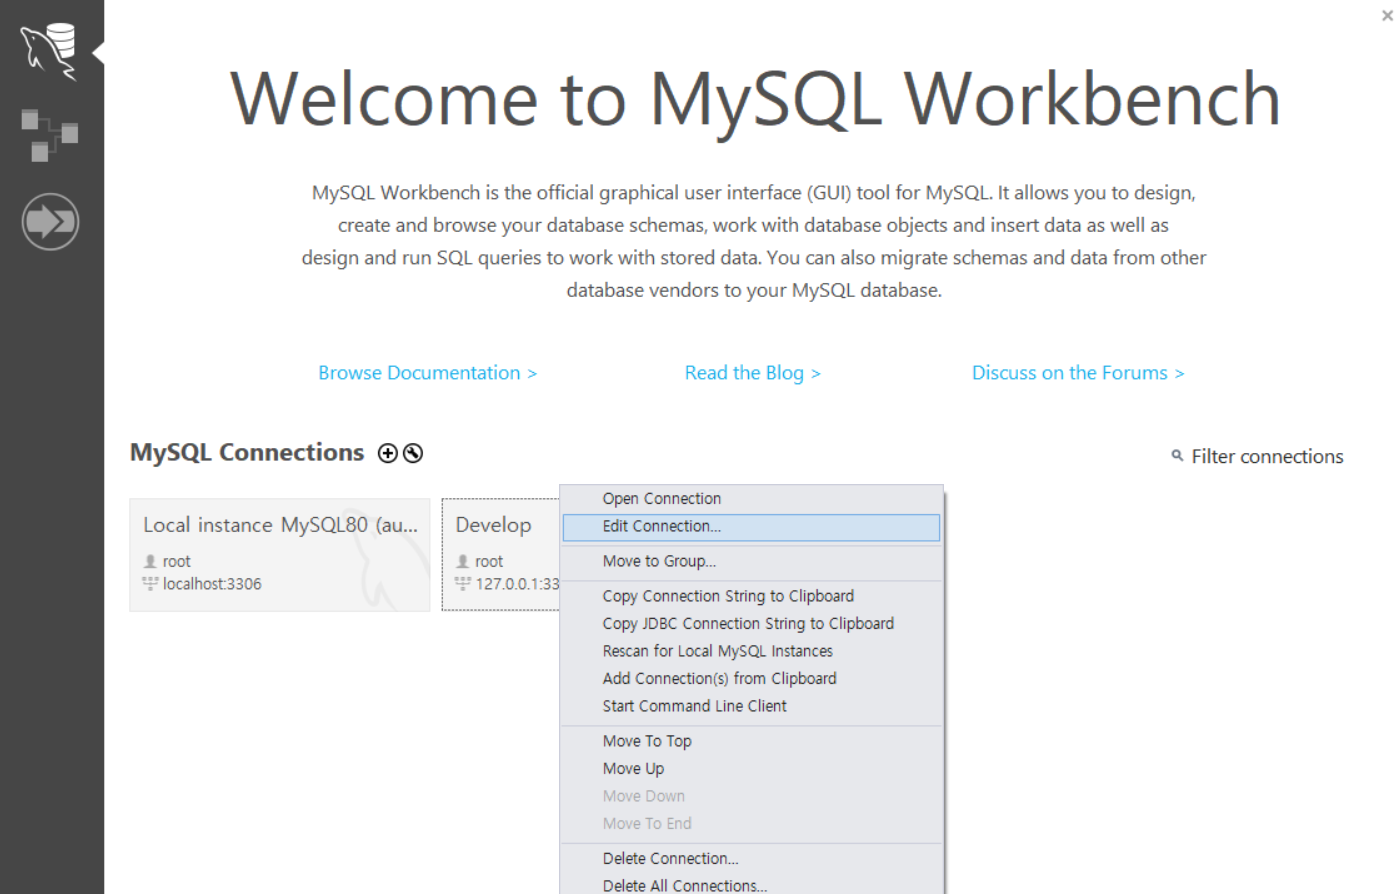 Welcome to MySQL Workbench
MySQL Workbench is the official graphical user interface (GUI) tool for MySQL. It allows you to design,
create and browse your database schemas, work with database objects and insert data as well as
design and run SQL queries to work with stored data. You can also migrate schemas and data from other
database vendors to your MySQL database.
Browse Documentation >
Read the Blog >
Discuss on the Forums >
MySQL Connections
Filter connections
Local instance MySQL80 (au...
root
localhost:3306
Develop
root
127.0.0.1:33
Open Connection
Edit Connection...
Move to Group...
Copy Connection String to Clipboard
Copy JDBC Connection String to Clipboard
Rescan for Local MySQL Instances
Add Connection(s) from Clipboard
Start Command Line Client
Move To Top
Move Up
Move Down
Move To End
Delete Connection...
Delete All Connections...